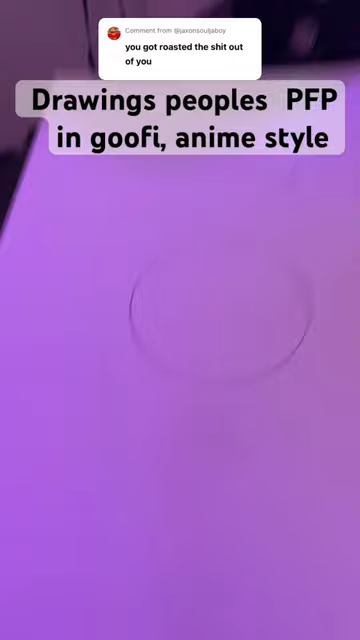 Comment from @jaxonsouljaboy
you got roasted the shit out
of you
Drawings peoples PFP
in goofi, anime style